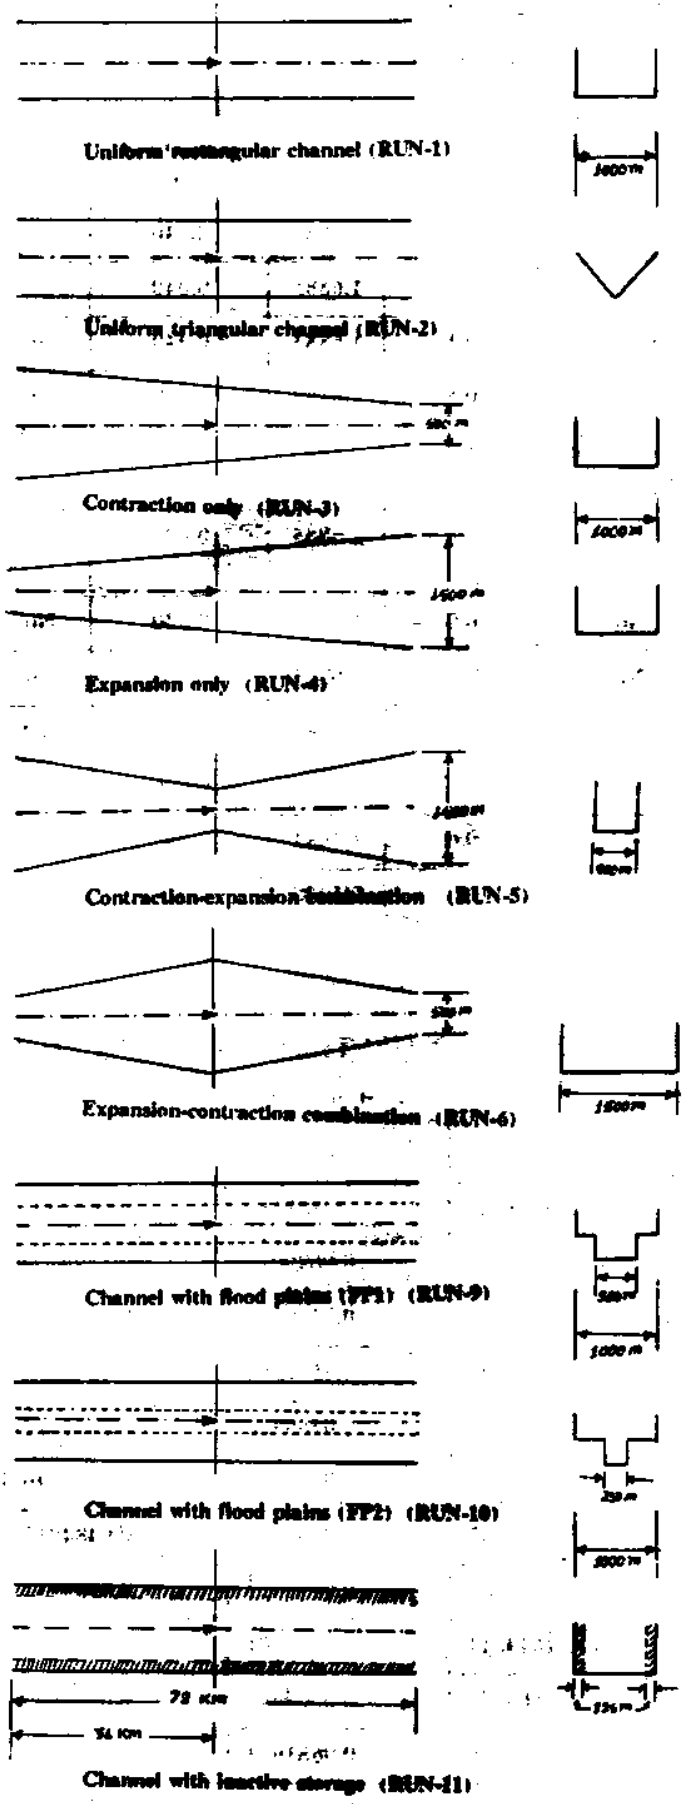 Uniform rectangular channel (RUN-1)
1000 m
Uniform triangular channel (RUN-2)
500 m
Contraction only (RUN-3)
1000 m
1500 m
Expansion only (RUN-4)
Contraction-expansion combination (RUN-5)
500 m
Expansion-contraction combination (RUN-6)
1500 m
Channel with flood plains (FP1) (RUN-9)
500 m
1000 m
Channel with flood plains (FP2) (RUN-10)
250 m
1000 m
78 KM
Channel with inactive storage (RUN-11)